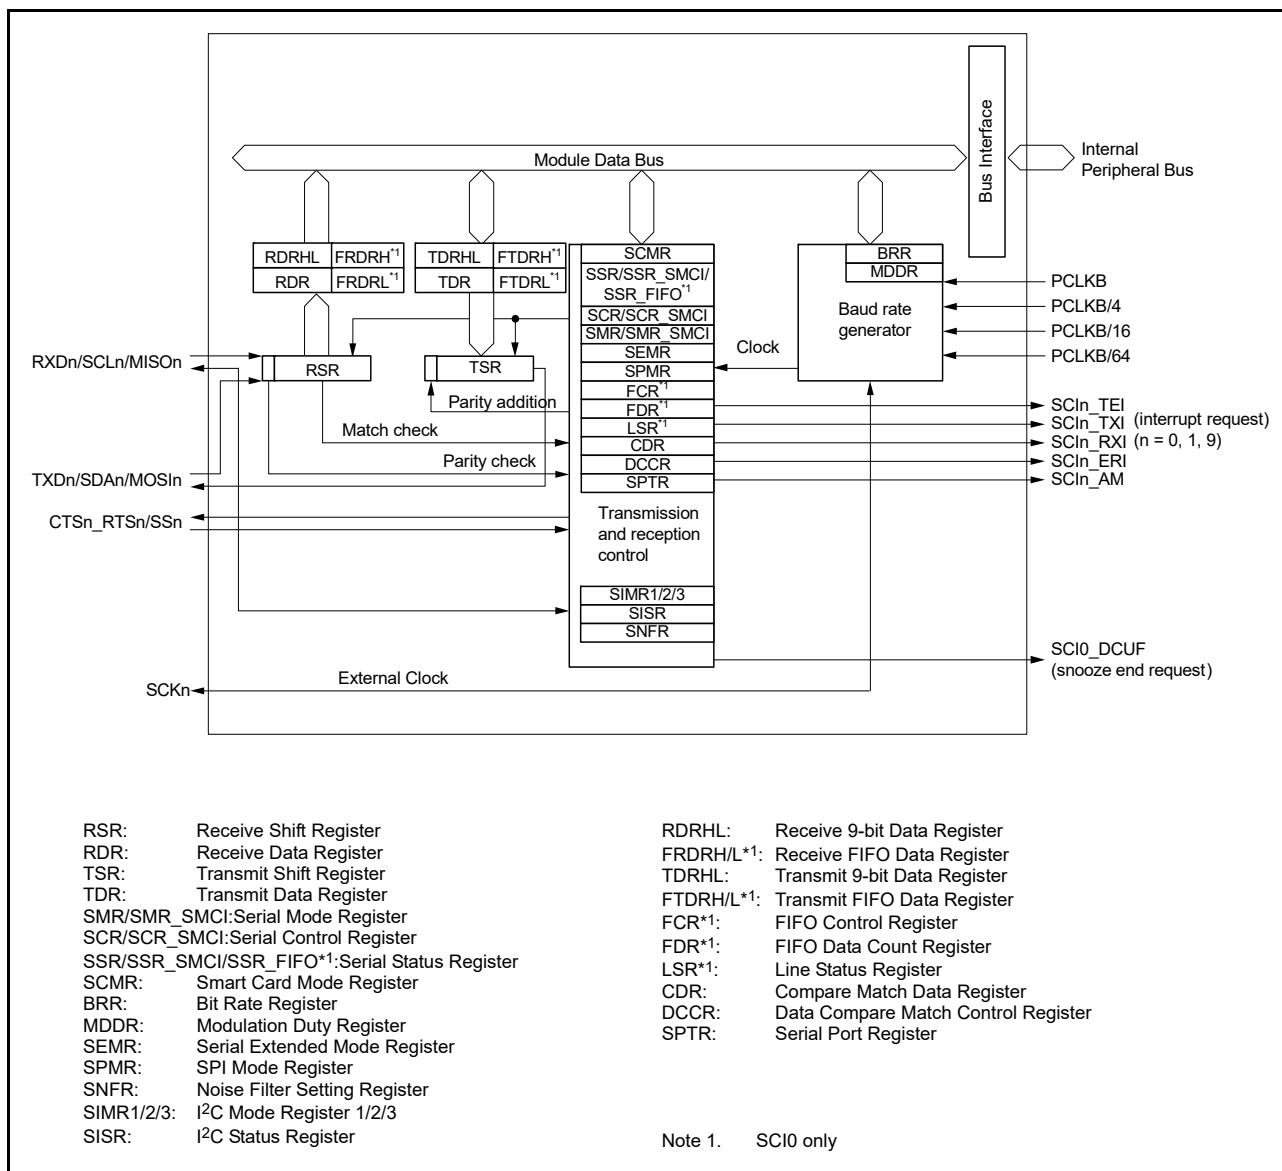 Bus Interface
Internal
Peripheral Bus
Module Data Bus
RDRHL FRDRH*1
RDR FRDRL*1
TDRHL FTDRH*1
TDR FTDRL*1
SCMR
SSR/SSR_SMCI/
SSR_FIFO*1
SCR/SCR_SMCI
SMR/SMR_SMCI
SEMR
SPMR
FCR*1
FDR*1
LSR*1
CDR
DCCR
SPTR
Transmission
and reception
control
SIMR1/2/3
SISR
SNFR
BRR
MDDR
Baud rate
generator
Clock
PCLKB
PCLKB/4
PCLKB/16
PCLKB/64
RXDn/SCLn/MISOn
RSR
TSR
Parity addition
Match check
Parity check
TXDn/SDAn/MOSIn
CTSn_RTSn/SSn
SCIn_TEI
SCIn_TXI (interrupt request)
SCIn_RXI (n = 0, 1, 9)
SCIn_ERI
SCIn_AM
SCI0_DCUF
(snooze end request)
External Clock
SCKn
RSR: Receive Shift Register
RDR: Receive Data Register
TSR: Transmit Shift Register
TDR: Transmit Data Register
SMR/SMR_SMCI:Serial Mode Register
SCR/SCR_SMCI:Serial Control Register
SSR/SSR_SMCI/SSR_FIFO*1:Serial Status Register
SCMR: Smart Card Mode Register
BRR: Bit Rate Register
MDDR: Modulation Duty Register
SEMR: Serial Extended Mode Register
SPMR: SPI Mode Register
SNFR: Noise Filter Setting Register
SIMR1/2/3: I2C Mode Register 1/2/3
SISR: I2C Status Register
RDRHL: Receive 9-bit Data Register
FRDRH/L*1: Receive FIFO Data Register
TDRHL: Transmit 9-bit Data Register
FTDRH/L*1: Transmit FIFO Data Register
FCR*1: FIFO Control Register
FDR*1: FIFO Data Count Register
LSR*1: Line Status Register
CDR: Compare Match Data Register
DCCR: Data Compare Match Control Register
SPTR: Serial Port Register
Note 1. SCI0 only